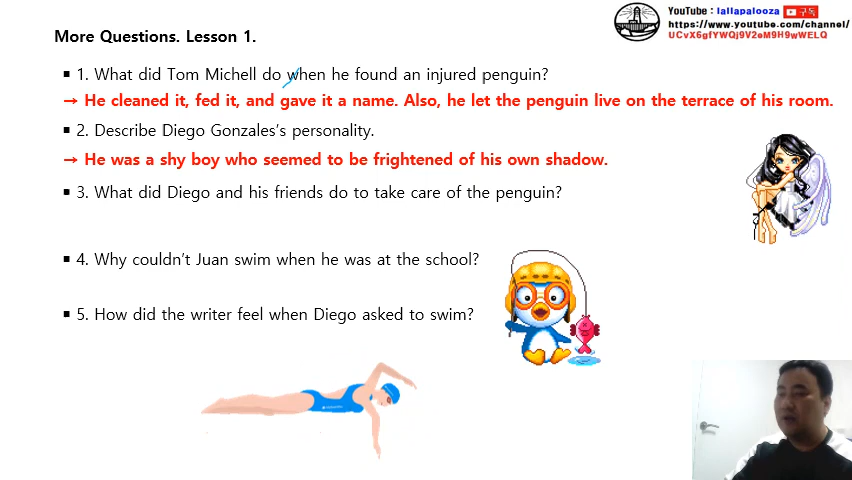 YouTube : lallapalooza 구독
https://www.youtube.com/channel/
UCvX6gfYWQj9V2eM9H9wWELQ
More Questions. Lesson 1.
▪ 1. What did Tom Michell do when he found an injured penguin?
→ He cleaned it, fed it, and gave it a name. Also, he let the penguin live on the terrace of his room.
▪ 2. Describe Diego Gonzales's personality.
→ He was a shy boy who seemed to be frightened of his own shadow.
▪ 3. What did Diego and his friends do to take care of the penguin?
▪ 4. Why couldn't Juan swim when he was at the school?
▪ 5. How did the writer feel when Diego asked to swim?